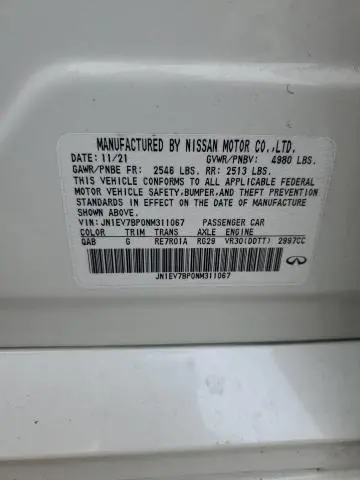 MANUFACTURED BY NISSAN MOTOR CO.,LTD.
DATE: 11/21 GVWR/PNBV: 4980 LBS.
GAWR/PNBE FR: 2546 LBS. RR: 2513 LBS.
THIS VEHICLE CONFORMS TO ALL APPLICABLE FEDERAL
MOTOR VEHICLE SAFETY,BUMPER,AND THEFT PREVENTION
STANDARDS IN EFFECT ON THE DATE OF MANUFACTURE
SHOWN ABOVE.
VIN: JN1EV7BP0NM311067 PASSENGER CAR
COLOR TRIM TRANS AXLE ENGINE
QAB G RE7R01A RG29 VR30(DDTT) 2997CC
JN1EV7BP0NM311067